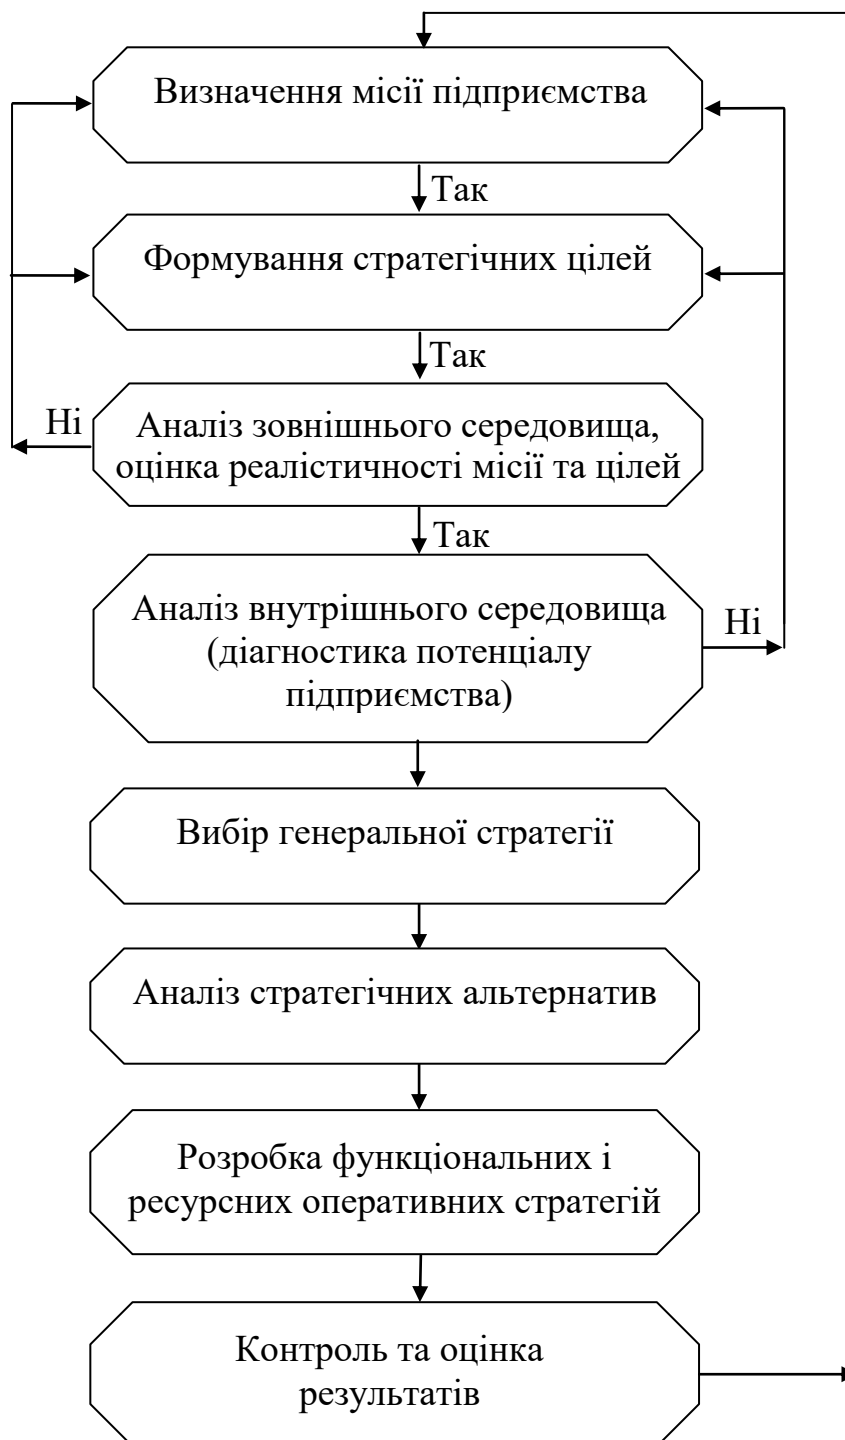 Визначення місії підприємства
Так
Формування стратегічних цілей
Так
Ні
Аналіз зовнішнього середовища,
оцінка реалістичності місії та цілей
Так
Аналіз внутрішнього середовища
(діагностика потенціалу
підприємства)
Ні
Вибір генеральної стратегії
Аналіз стратегічних альтернатив
Розробка функціональних і
ресурсних оперативних стратегій
Контроль та оцінка
результатів